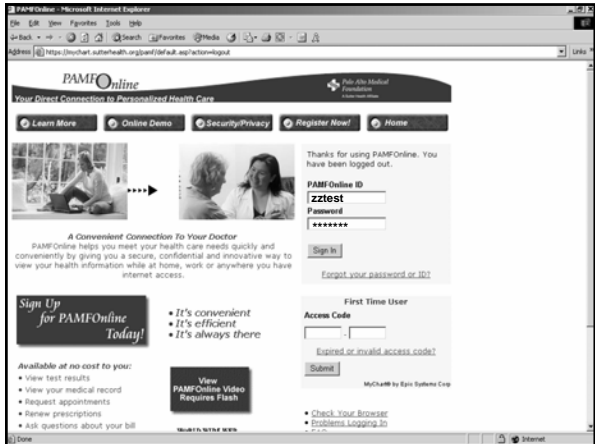 PAMFOnline - Microsoft Internet Explorer
File Edit View Favorites Tools Help
Back Search Favorites Media
Address https://mychart.sutterhealth.org/pamf/default.asp?action=logout Links
PAMFOnline
Palo Alto Medical
Foundation
A Sutter Health Affiliate
Your Direct Connection to Personalized Health Care
Learn More Online Demo Security/Privacy Register Now! Home
Thanks for using PAMFOnline. You
have been logged out.
PAMFOnline ID
zztest
Password
*******
Sign In
Forgot your password or ID?
A Convenient Connection To Your Doctor
PAMFOnline helps you meet your health care needs quickly and
conveniently by giving you a secure, confidential and innovative way to
view your health information while at home, work or anywhere you have
internet access.
Sign Up
for PAMFOnline
Today!
• It's convenient
• It's efficient
• It's always there
First Time User
Access Code
-
Expired or invalid access code?
Submit
MyChart® by Epic Systems Corp
Available at no cost to you:
• View test results
• View your medical record
• Request appointments
• Renew prescriptions
• Ask questions about your bill
View
PAMFOnline Video
Requires Flash
• Check Your Browser
• Problems Logging In
Done Internet